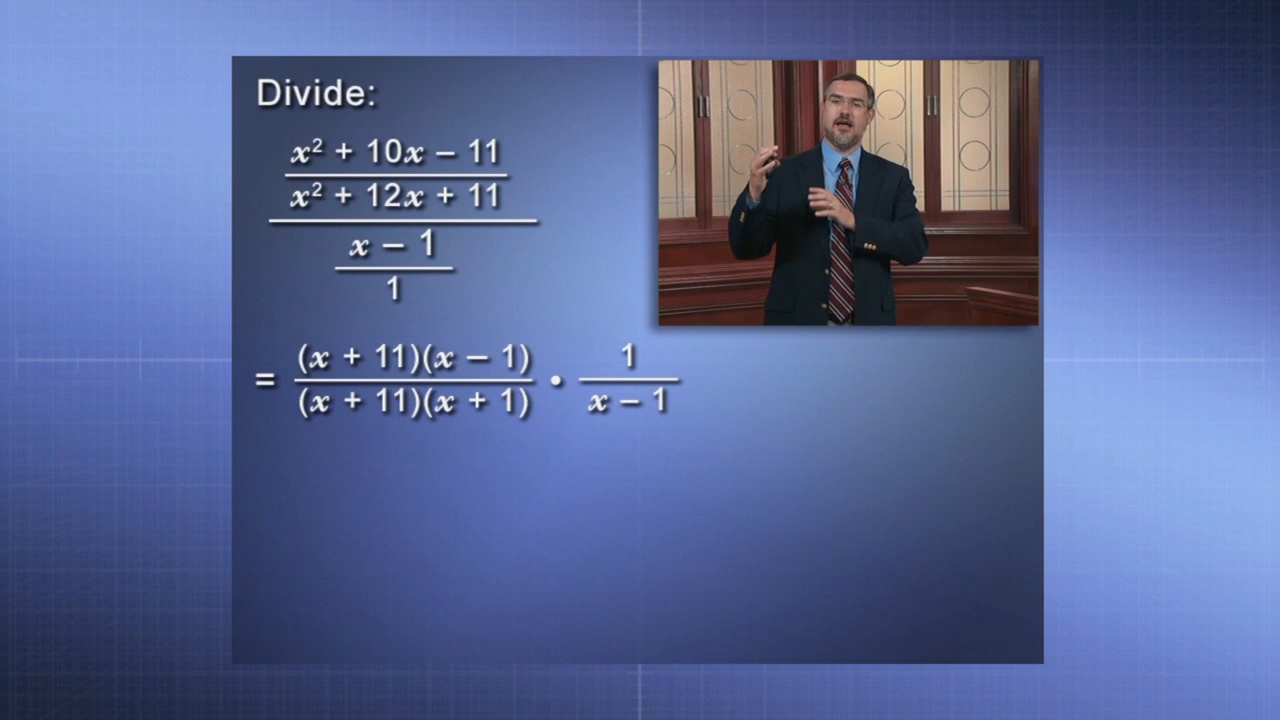 Divide:
x² + 10x − 11
x² + 12x + 11
x − 1
1
= (x + 11)(x − 1) / (x + 11)(x + 1) • 1 / x − 1